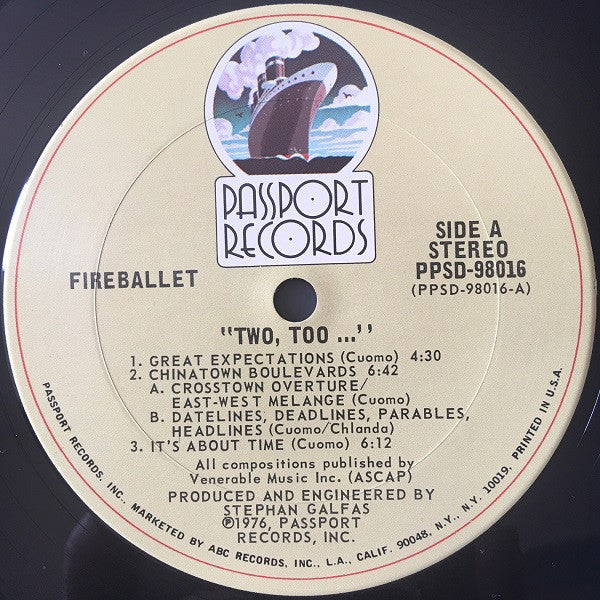 PASSPORT
RECORDS
FIREBALLET
SIDE A
STEREO
PPSD-98016
(PPSD-98016-A)
"TWO, TOO ...''
1. GREAT EXPECTATIONS (Cuomo) 4:30
2. CHINATOWN BOULEVARDS 6:42
A. CROSSTOWN OVERTURE/
EAST-WEST MELANGE (Cuomo)
B. DATELINES, DEADLINES, PARABLES,
HEADLINES (Cuomo/Chlanda)
3. IT'S ABOUT TIME (Cuomo) 6:12
All compositions published by
Venerable Music Inc. (ASCAP)
PRODUCED AND ENGINEERED BY
STEPHAN GALFAS
℗1976, PASSPORT
RECORDS, INC.
PASSPORT RECORDS, INC., MARKETED BY ABC RECORDS, INC., L.A., CALIF. 90048, N.Y., N.Y. 10019. PRINTED IN U.S.A.